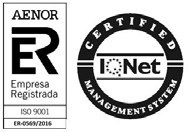 AENOR
ER
Empresa
Registrada
ISO 9001
ER-0569/2016
CERTIFIED
IQNet
MANAGEMENT SYSTEM